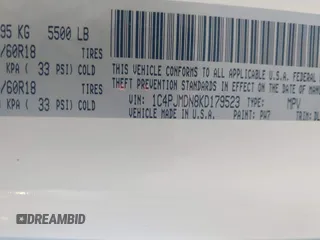 95 KG 5500 LB
/60R18 TIRES
KPA ( 33 PSI) COLD
/60R18 TIRES
KPA ( 33 PSI) COLD
THIS VEHICLE CONFORMS TO ALL APPLICABLE U.S.A. FEDERAL
THEFT PREVENTION STANDARDS IN EFFECT ON THE DATE OF
VIN: 1C4PJMDN8KD179523 TYPE: MPV
VEHICLE MADE IN U.S.A. PAINT: PW7 TRIM:
DREAMBID